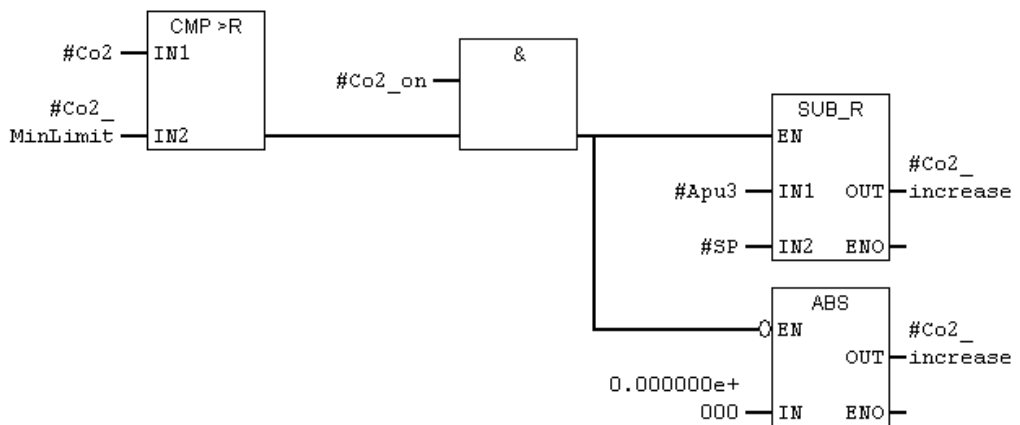 CMP >R
#Co2 IN1
#Co2_
MinLimit IN2
&
#Co2_on
SUB_R
EN
#Apu3 IN1 OUT
#Co2_
increase
#SP IN2 ENO
ABS
EN
OUT
#Co2_
increase
0.000000e+
000 IN ENO